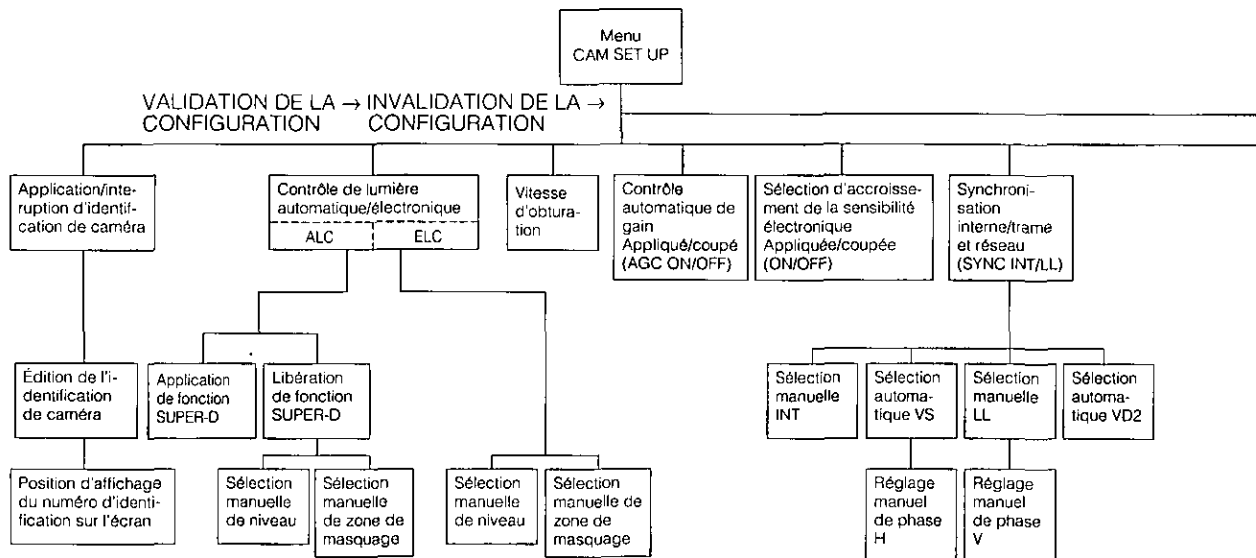 Menu
CAM SET UP
VALIDATION DE LA → INVALIDATION DE LA →
CONFIGURATION CONFIGURATION
Application/inte-
ruption d'identifi-
cation de caméra
Contrôle de lumière
automatique/électronique
ALC ELC
Vitesse
d'obtura-
tion
Contrôle
automatique de
gain
Appliqué/coupé
(AGC ON/OFF)
Sélection d'accroisse-
ment de la sensibilité
électronique
Appliquée/coupée
(ON/OFF)
Synchroni-
sation
interne/trame
et réseau
(SYNC INT/LL)
Édition de l'i-
dentification
de caméra
Application
de fonction
SUPER-D
Libération
de fonction
SUPER-D
Sélection
manuelle
INT
Sélection
automa-
tique VS
Sélection
manuelle
LL
Sélection
automa-
tique VD2
Position d'affichage
du numéro d'identi-
fication sur l'écran
Sélection
manuelle
de niveau
Sélection
manuelle
de zone de
masquage
Sélection
manuelle
de niveau
Sélection
manuelle de
zone de
masquage
Réglage
manuel
de phase
H
Réglage
manuel
de phase
V